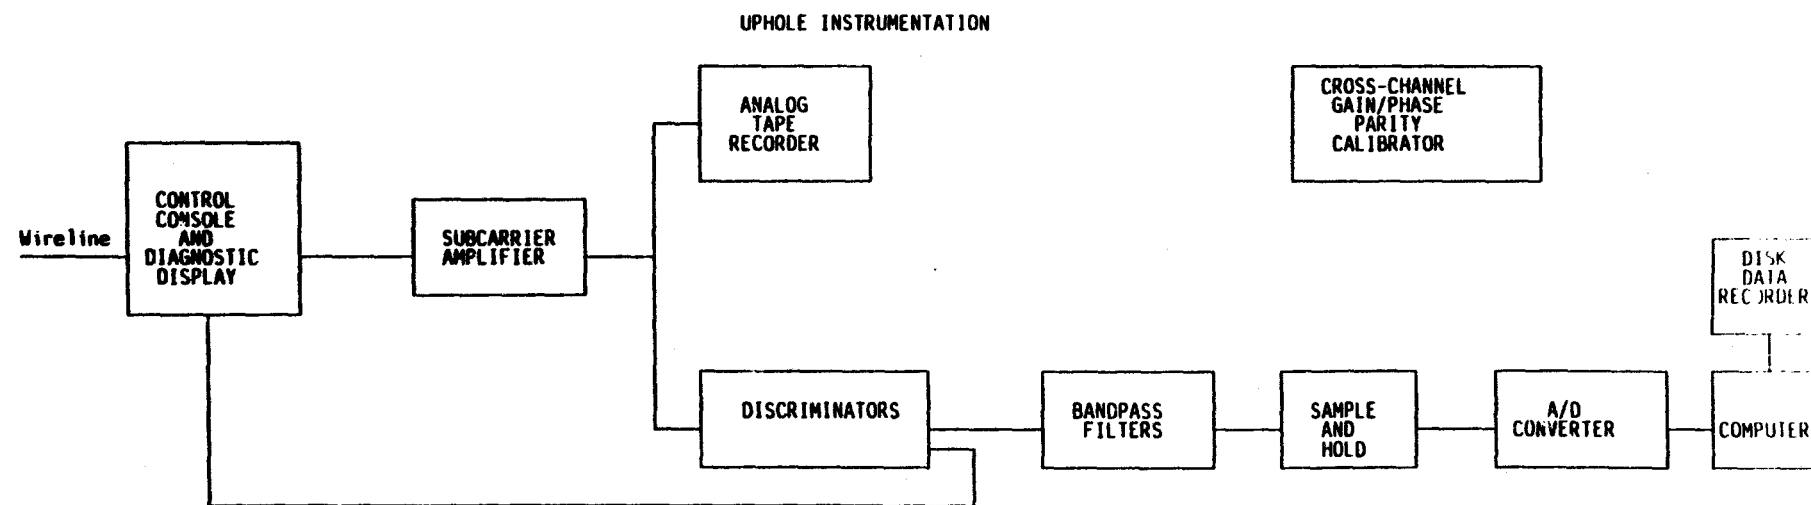 UPHOLE INSTRUMENTATION
ANALOG
TAPE
RECORDER
CROSS-CHANNEL
GAIN/PHASE
PARITY
CALIBRATOR
CONTROL
CONSOLE
AND
DIAGNOSTIC
DISPLAY
Wireline
SUBCARRIER
AMPLIFIER
DISK
DATA
RECORDER
DISCRIMINATORS
BANDPASS
FILTERS
SAMPLE
AND
HOLD
A/D
CONVERTER
COMPUTER